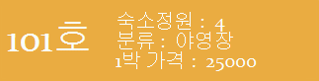 101호
숙소정원 : 4
분류 : 야영장
1박 가격 : 25000